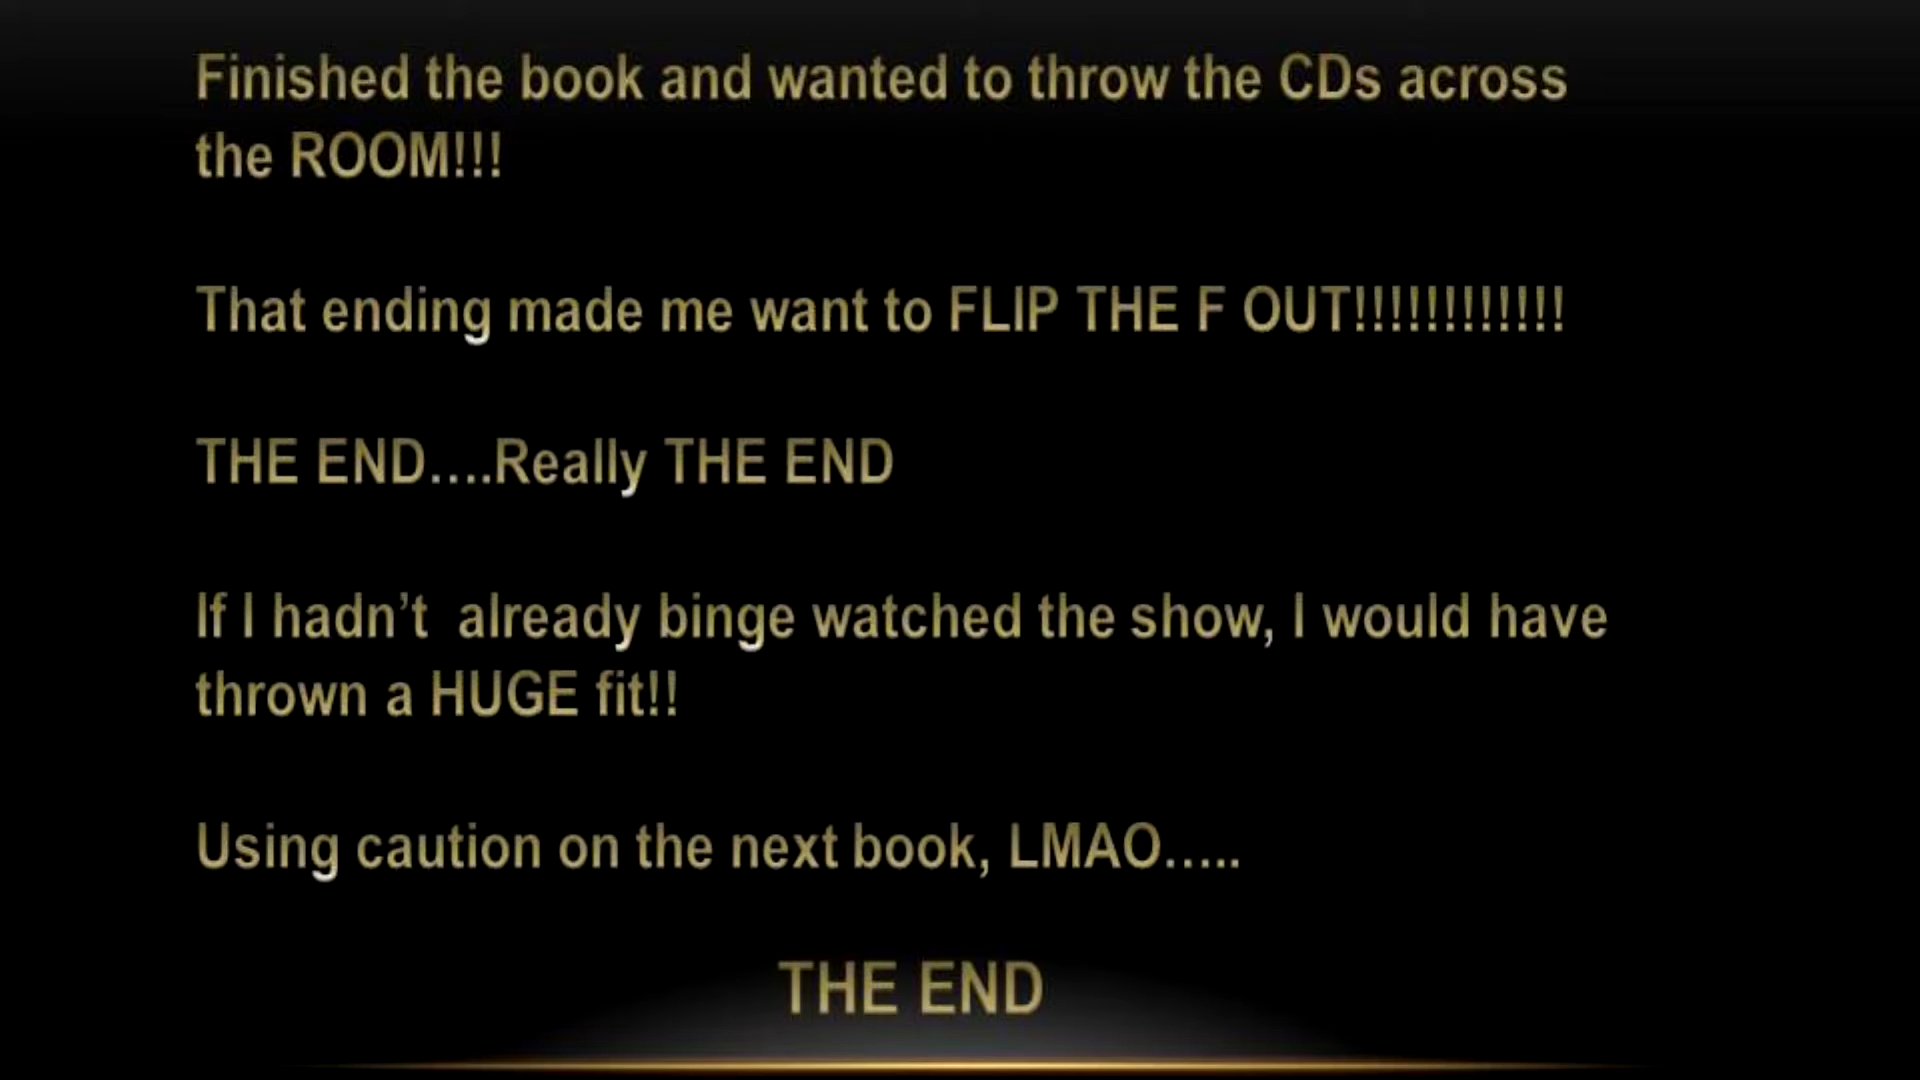 Finished the book and wanted to throw the CDs across
the ROOM!!!
That ending made me want to FLIP THE F OUT!!!!!!!!!!!!
THE END....Really THE END
If I hadn’t  already binge watched the show, I would have
thrown a HUGE fit!!
Using caution on the next book, LMAO.....
THE END